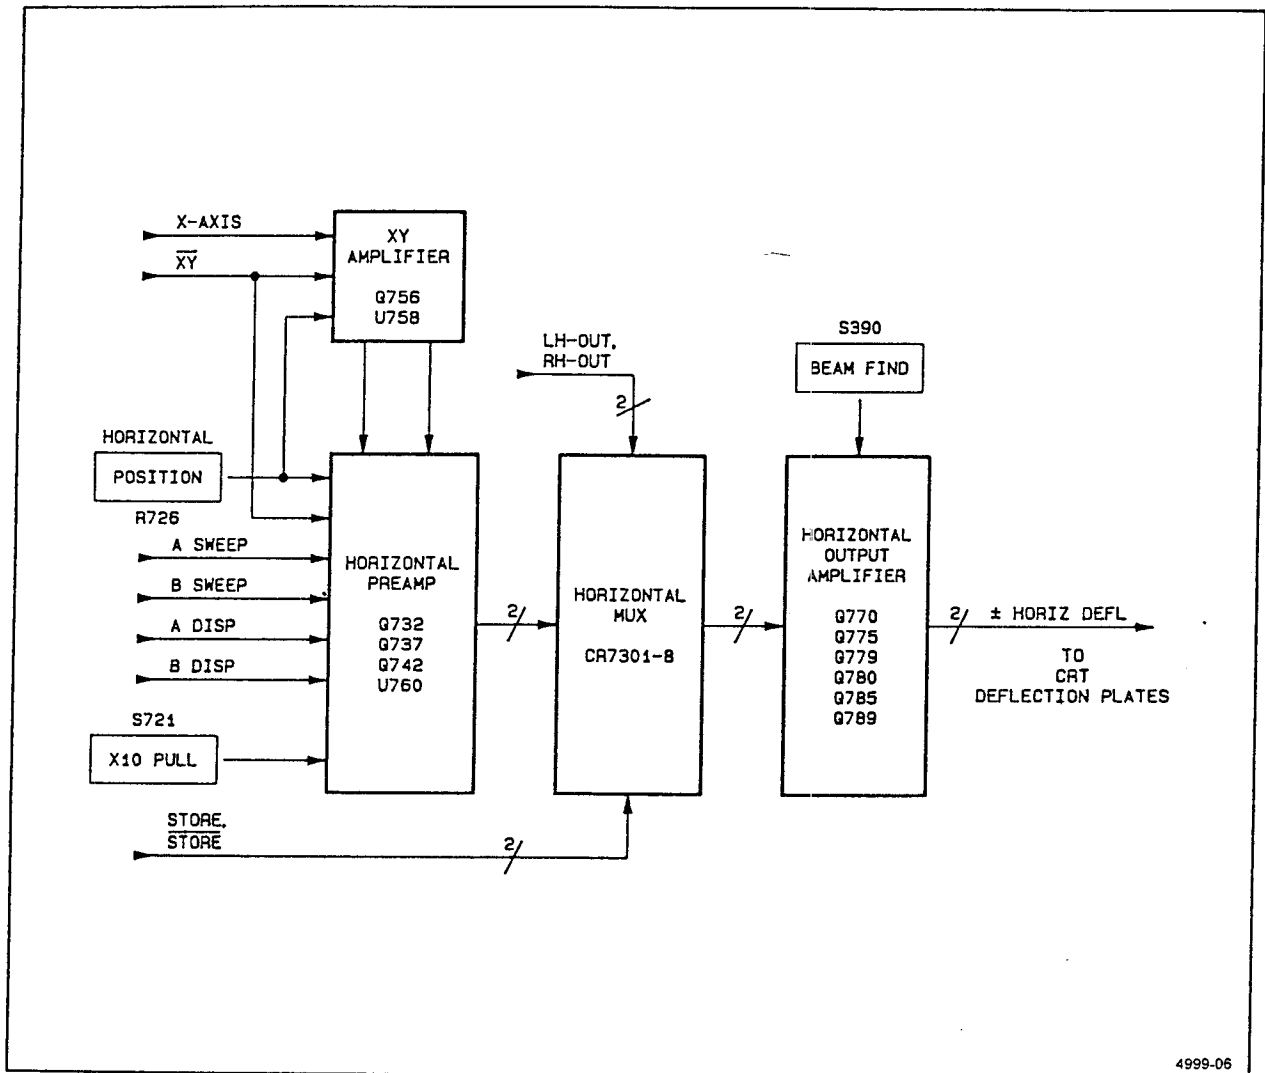 X-AXIS
X̅Y̅
XY
AMPLIFIER
Q756
U758
LH-OUT,
RH-OUT
2
S390
BEAM FIND
HORIZONTAL
POSITION
R726
A SWEEP
B SWEEP
A DISP
B DISP
S721
X10 PULL
HORIZONTAL
PREAMP
Q732
Q737
Q742
U760
2
HORIZONTAL
MUX
CR7301-8
2
HORIZONTAL
OUTPUT
AMPLIFIER
Q770
Q775
Q779
Q780
Q785
Q789
2
± HORIZ DEFL
TO
CRT
DEFLECTION PLATES
STORE,
S̅T̅O̅R̅E̅
2
4999-06